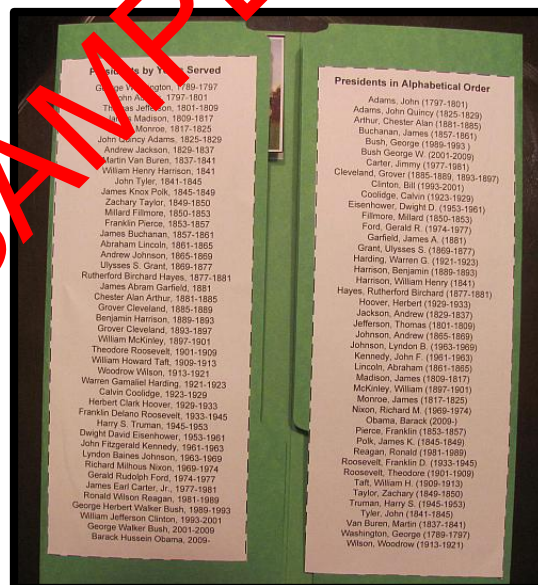 SAMPLE
Presidents by Years Served
George Washington, 1789-1797
John Adams, 1797-1801
Thomas Jefferson, 1801-1809
James Madison, 1809-1817
James Monroe, 1817-1825
John Quincy Adams, 1825-1829
Andrew Jackson, 1829-1837
Martin Van Buren, 1837-1841
William Henry Harrison, 1841
John Tyler, 1841-1845
James Knox Polk, 1845-1849
Zachary Taylor, 1849-1850
Millard Fillmore, 1850-1853
Franklin Pierce, 1853-1857
James Buchanan, 1857-1861
Abraham Lincoln, 1861-1865
Andrew Johnson, 1865-1869
Ulysses S. Grant, 1869-1877
Rutherford Birchard Hayes, 1877-1881
James Abram Garfield, 1881
Chester Alan Arthur, 1881-1885
Grover Cleveland, 1885-1889
Benjamin Harrison, 1889-1893
Grover Cleveland, 1893-1897
William McKinley, 1897-1901
Theodore Roosevelt, 1901-1909
William Howard Taft, 1909-1913
Woodrow Wilson, 1913-1921
Warren Gamaliel Harding, 1921-1923
Calvin Coolidge, 1923-1929
Herbert Clark Hoover, 1929-1933
Franklin Delano Roosevelt, 1933-1945
Harry S. Truman, 1945-1953
Dwight David Eisenhower, 1953-1961
John Fitzgerald Kennedy, 1961-1963
Lyndon Baines Johnson, 1963-1969
Richard Milhous Nixon, 1969-1974
Gerald Rudolph Ford, 1974-1977
James Earl Carter, Jr., 1977-1981
Ronald Wilson Reagan, 1981-1989
George Herbert Walker Bush, 1989-1993
William Jefferson Clinton, 1993-2001
George Walker Bush, 2001-2009
Barack Hussein Obama, 2009-
Presidents in Alphabetical Order
Adams, John (1797-1801)
Adams, John Quincy (1825-1829)
Arthur, Chester Alan (1881-1885)
Buchanan, James (1857-1861)
Bush, George (1989-1993 )
Bush George W. (2001-2009)
Carter, Jimmy (1977-1981)
Cleveland, Grover (1885-1889, 1893-1897)
Clinton, Bill (1993-2001)
Coolidge, Calvin (1923-1929)
Eisenhower, Dwight D. (1953-1961)
Fillmore, Millard (1850-1853)
Ford, Gerald R. (1974-1977)
Garfield, James A. (1881)
Grant, Ulysses S. (1869-1877)
Harding, Warren G. (1921-1923)
Harrison, Benjamin (1889-1893)
Harrison, William Henry (1841)
Hayes, Rutherford Birchard (1877-1881)
Hoover, Herbert (1929-1933)
Jackson, Andrew (2829-1837)
Jefferson, Thomas (1801-1809)
Johnson, Andrew (1865-1869)
Johnson, Lyndon B. (1963-1969)
Kennedy, John F. (1961-1963)
Lincoln, Abraham (1861-1865)
Madison, James (1809-1817)
McKinley, William (1897-1901)
Monroe, James (1817-1825)
Nixon, Richard M. (1969-1974)
Obama, Barack (2009-)
Pierce, Franklin (1853-1857)
Polk, James K. (1845-1849)
Reagan, Ronald (1981-1989)
Roosevelt, Franklin D. (1933-1945)
Roosevelt, Theodore (1901-1909)
Taft, William H. (1909-1913)
Taylor, Zachary (1849-1850)
Truman, Harry S. (1945-1953)
Tyler, John (1841-1845)
Van Buren, Martin (1837-1841)
Washington, George (1789-1797)
Wilson, Woodrow (1913-1921)